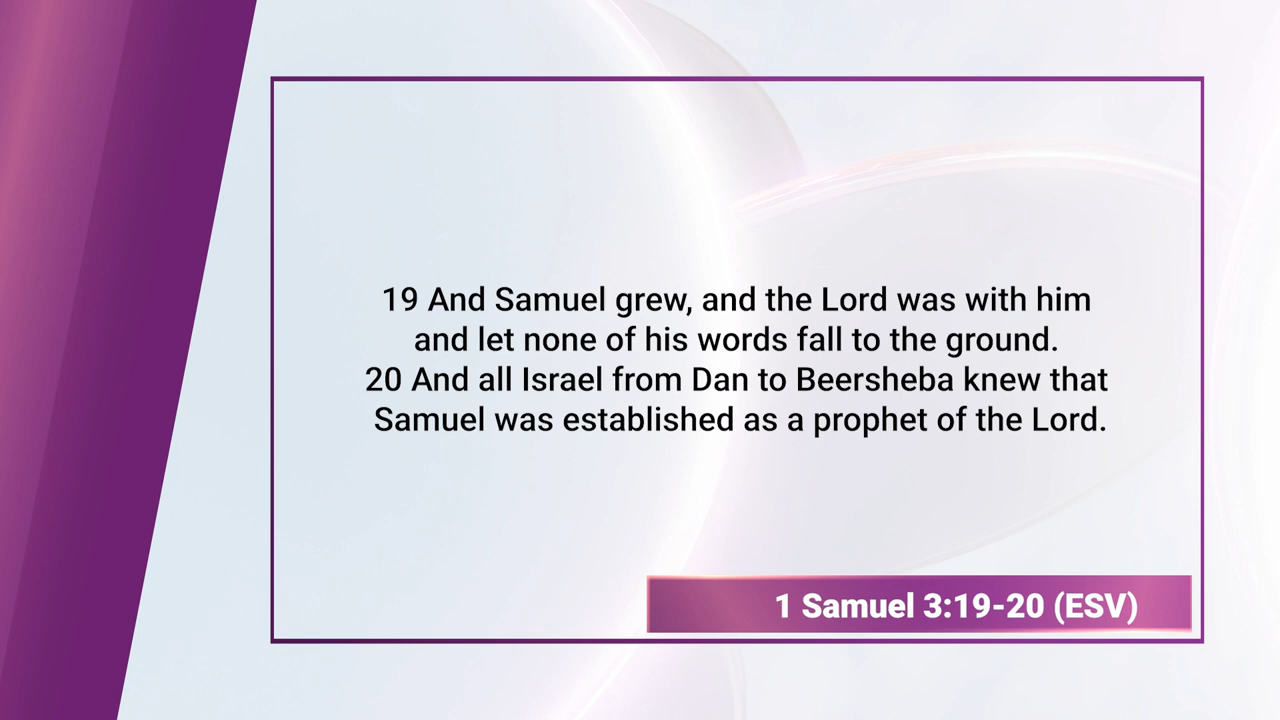 19 And Samuel grew, and the Lord was with him
and let none of his words fall to the ground.
20 And all Israel from Dan to Beersheba knew that
Samuel was established as a prophet of the Lord.
1 Samuel 3:19-20 (ESV)